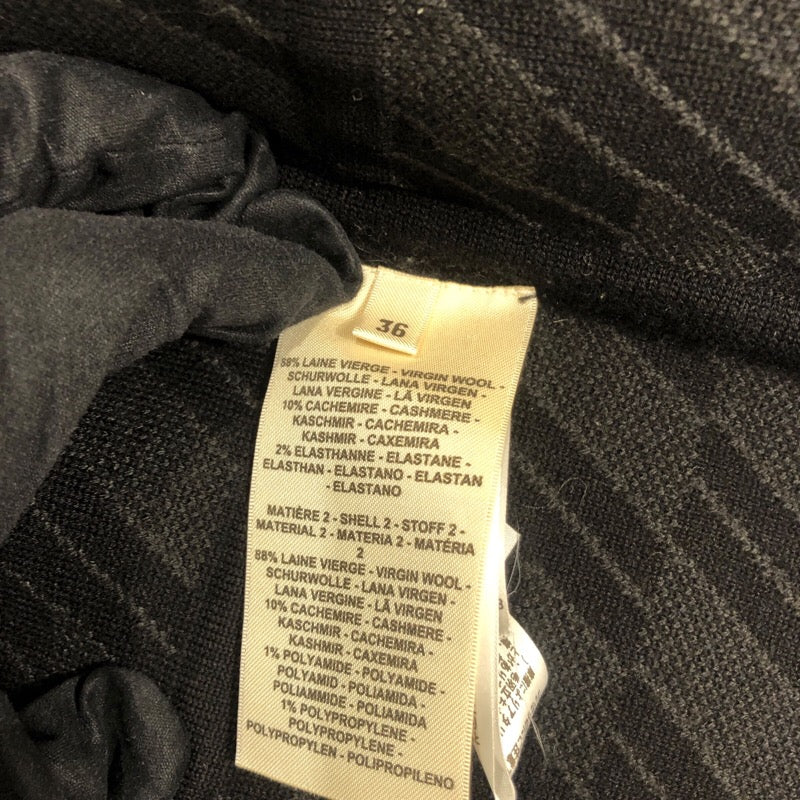 36
88% LAINE VIERGE - VIRGIN WOOL -
SCHURWOLLE - LANA VIRGEN -
LANA VERGINE - LÃ VIRGEN
10% CACHEMIRE - CASHMERE -
KASCHMIR - CACHEMIRA -
KASHMIR - CAXEMIRA
2% ELASTHANNE - ELASTANE -
ELASTHAN - ELASTANO - ELASTAN
- ELASTANO
MATIÈRE 2 - SHELL 2 - STOFF 2 -
MATERIAL 2 - MATERIA 2 - MATÉRIA
2
88% LAINE VIERGE - VIRGIN WOOL -
SCHURWOLLE - LANA VIRGEN -
LANA VERGINE - LÃ VIRGEN
10% CACHEMIRE - CASHMERE -
KASCHMIR - CACHEMIRA -
KASHMIR - CAXEMIRA
1% POLYAMIDE - POLYAMIDE -
POLYAMID - POLIAMIDA -
POLIAMMIDE - POLIAMIDA
1% POLYPROPYLENE -
POLYPROPYLENE -
POLYPROPYLEN - POLIPROPILENO